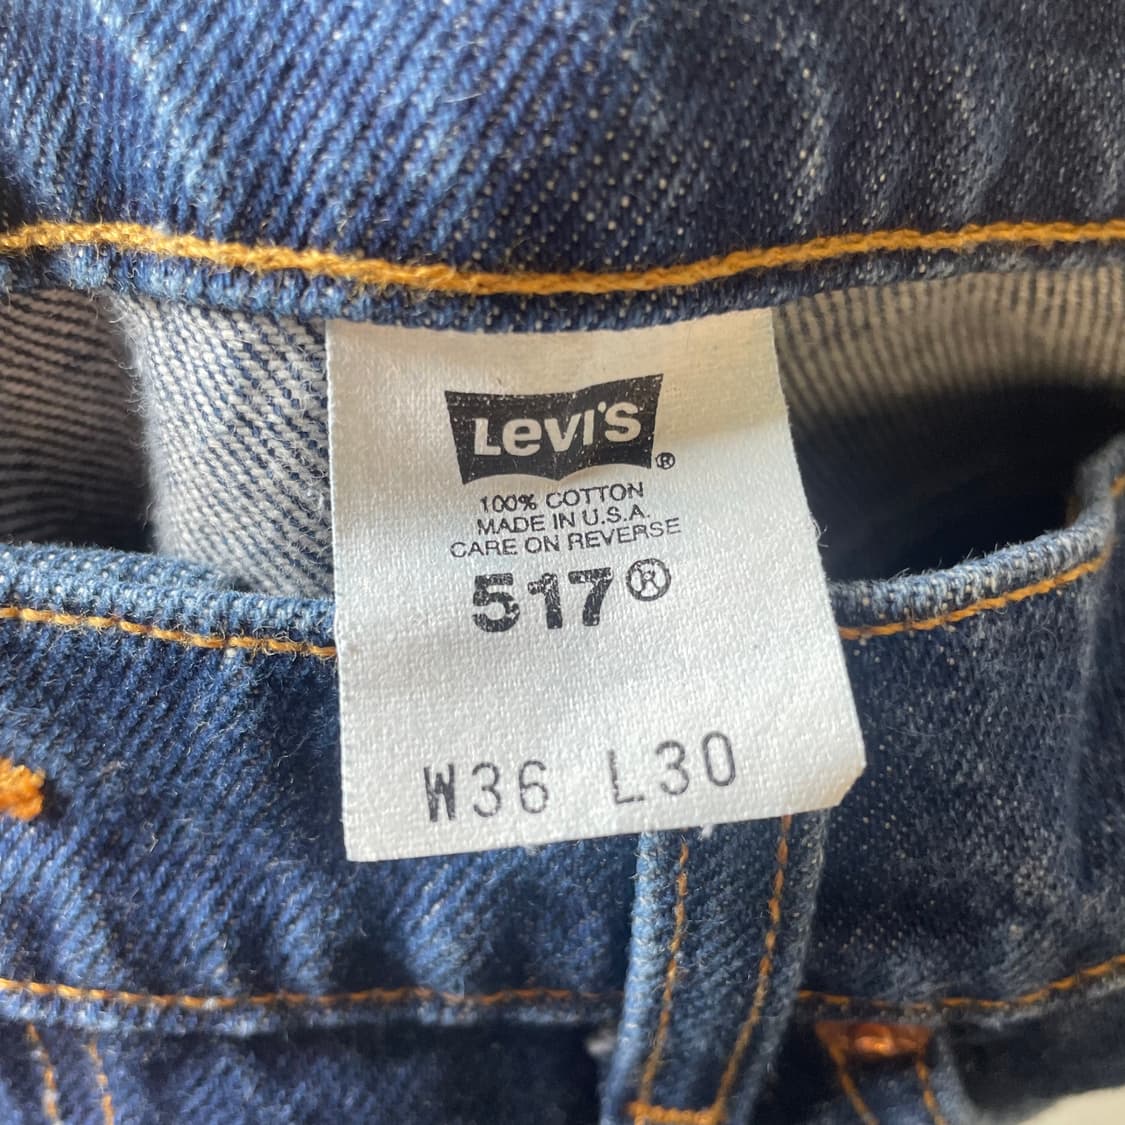 LEVI'S®
100% COTTON
MADE IN U.S.A.
CARE ON REVERSE
517®
W36 L30